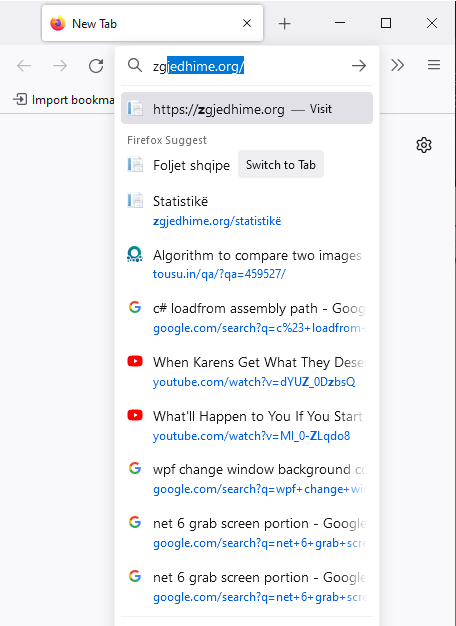 New Tab
zgjedhime.org/
Import bookma
https://zgjedhime.org — Visit
Firefox Suggest
Foljet shqipe Switch to Tab
Statistikë
zgjedhime.org/statistikë
Algorithm to compare two images
tousu.in/qa/?qa=459527/
c# loadfrom assembly path - Goog
google.com/search?q=c%23+loadfrom-
When Karens Get What They Dese
youtube.com/watch?v=dYUZ_0DzbsQ
What'll Happen to You If You Start
youtube.com/watch?v=MI_0-ZLqdo8
wpf change window background co
google.com/search?q=wpf+change+wi
net 6 grab screen portion - Google
google.com/search?q=net+6+grab+scre
net 6 grab screen portion - Google
google.com/search?q=net+6+grab+scre